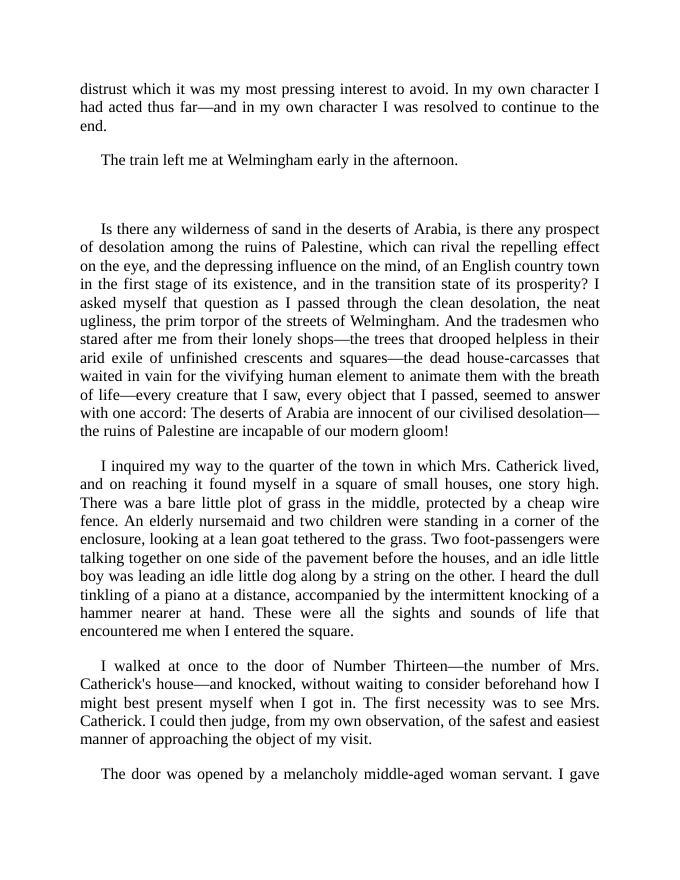 distrust which it was my most pressing interest to avoid. In my own character I
had acted thus far—and in my own character I was resolved to continue to the
end.
The train left me at Welmingham early in the afternoon.
Is there any wilderness of sand in the deserts of Arabia, is there any prospect
of desolation among the ruins of Palestine, which can rival the repelling effect
on the eye, and the depressing influence on the mind, of an English country town
in the first stage of its existence, and in the transition state of its prosperity? I
asked myself that question as I passed through the clean desolation, the neat
ugliness, the prim torpor of the streets of Welmingham. And the tradesmen who
stared after me from their lonely shops—the trees that drooped helpless in their
arid exile of unfinished crescents and squares—the dead house-carcasses that
waited in vain for the vivifying human element to animate them with the breath
of life—every creature that I saw, every object that I passed, seemed to answer
with one accord: The deserts of Arabia are innocent of our civilised desolation—
the ruins of Palestine are incapable of our modern gloom!
I inquired my way to the quarter of the town in which Mrs. Catherick lived,
and on reaching it found myself in a square of small houses, one story high.
There was a bare little plot of grass in the middle, protected by a cheap wire
fence. An elderly nursemaid and two children were standing in a corner of the
enclosure, looking at a lean goat tethered to the grass. Two foot-passengers were
talking together on one side of the pavement before the houses, and an idle little
boy was leading an idle little dog along by a string on the other. I heard the dull
tinkling of a piano at a distance, accompanied by the intermittent knocking of a
hammer nearer at hand. These were all the sights and sounds of life that
encountered me when I entered the square.
I walked at once to the door of Number Thirteen—the number of Mrs.
Catherick's house—and knocked, without waiting to consider beforehand how I
might best present myself when I got in. The first necessity was to see Mrs.
Catherick. I could then judge, from my own observation, of the safest and easiest
manner of approaching the object of my visit.
The door was opened by a melancholy middle-aged woman servant. I gave